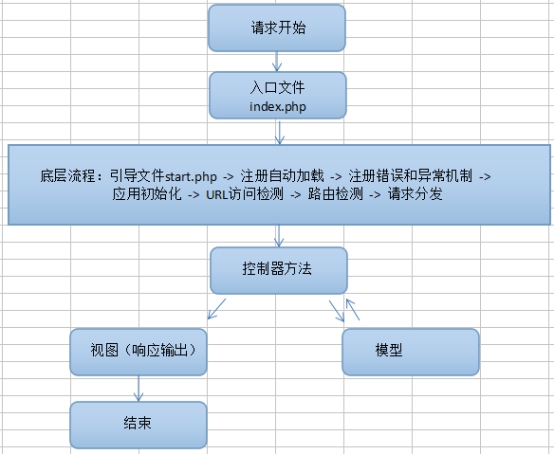 请求开始
入口文件
index.php
底层流程：引导文件start.php -> 注册自动加载 -> 注册错误和异常机制 ->
应用初始化 -> URL访问检测 -> 路由检测 -> 请求分发
控制器方法
视图（响应输出）
模型
结束